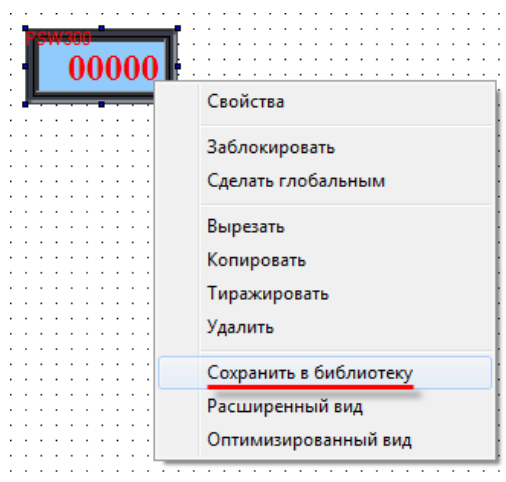 PSW300
00000
Свойства
Заблокировать
Сделать глобальным
Вырезать
Копировать
Тиражировать
Удалить
Сохранить в библиотеку
Расширенный вид
Оптимизированный вид